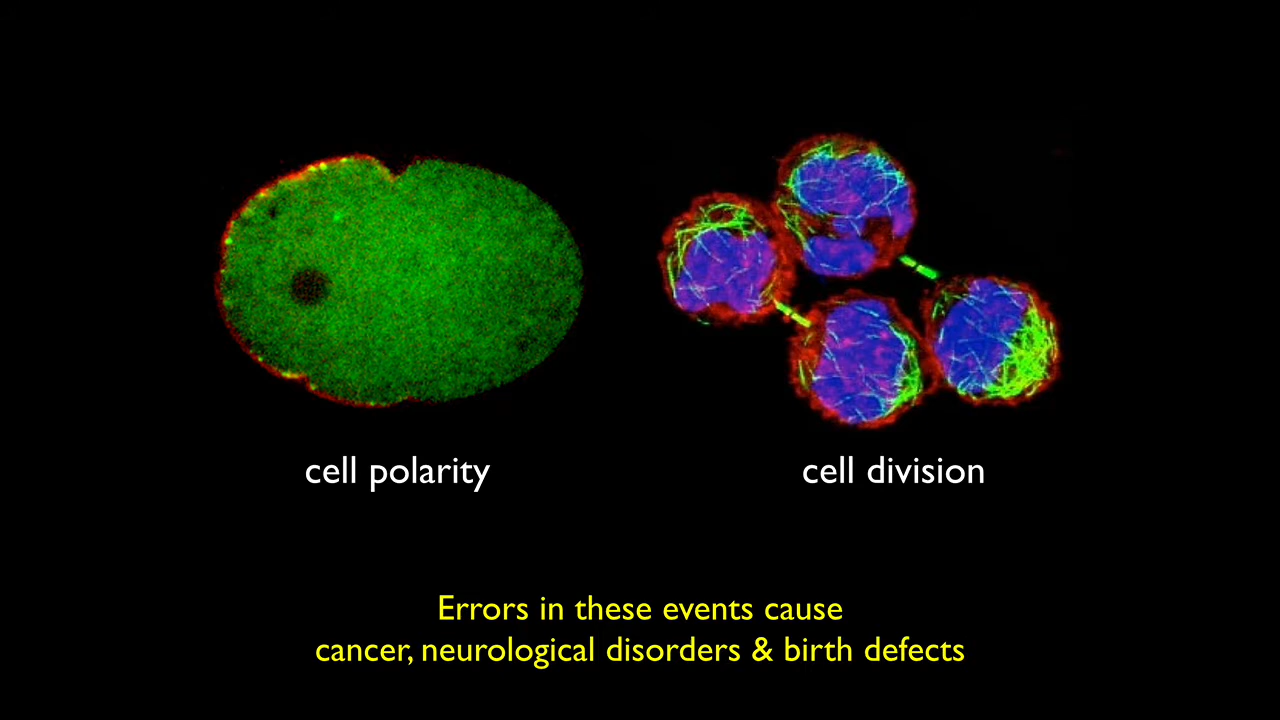 cell polarity
cell division
Errors in these events cause
cancer, neurological disorders & birth defects